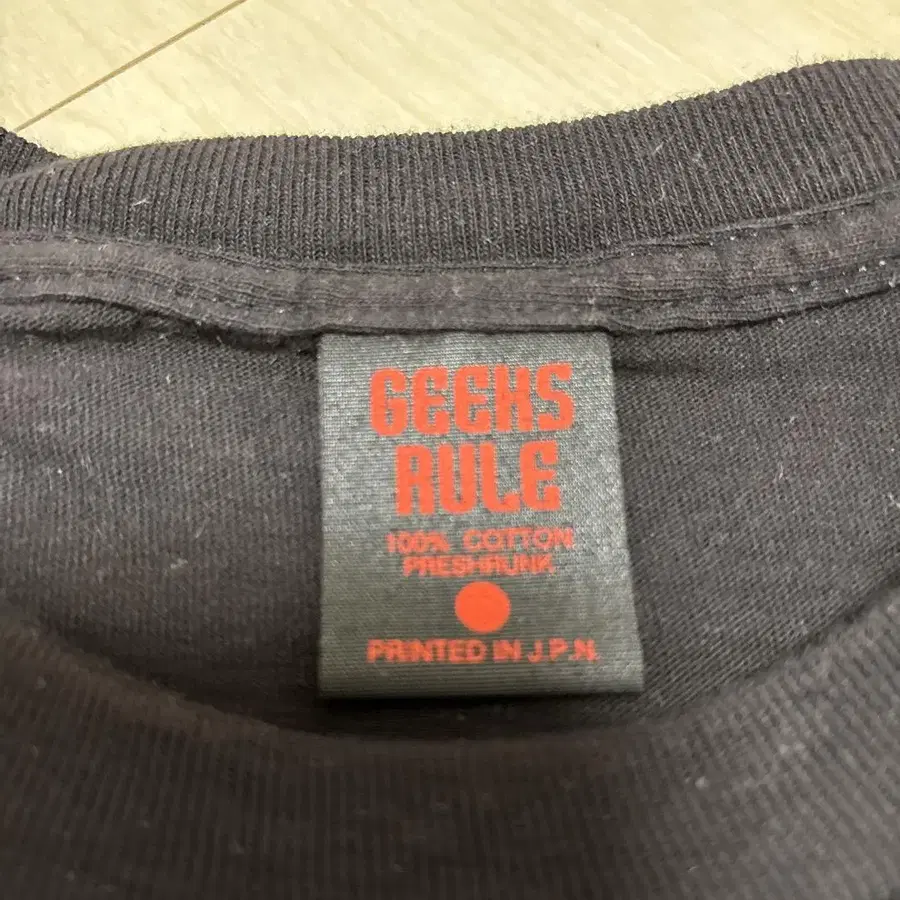 GEEKS
RULE
100% COTTON
PRESHRUNK
PRINTED IN J.P.N.